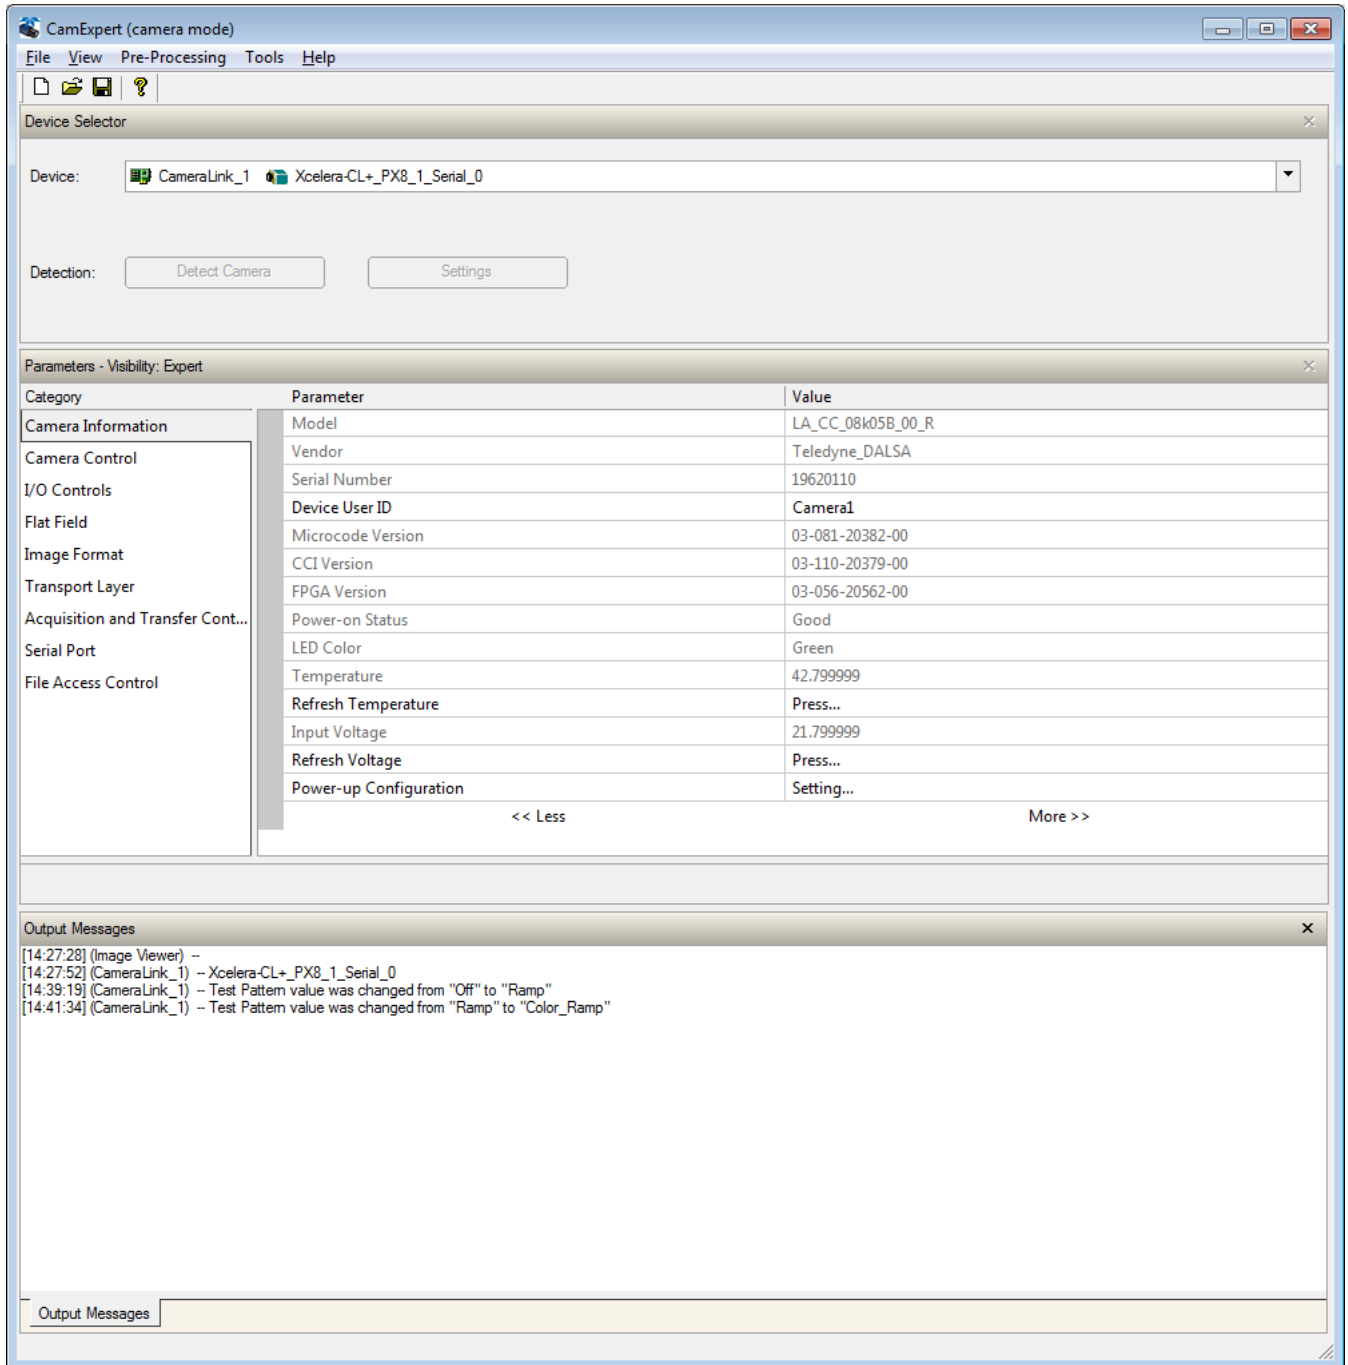 CamExpert (camera mode)
File View Pre-Processing Tools Help
Device Selector
Device: CameraLink_1 Xcelera-CL+_PX8_1_Serial_0
Detection: Detect Camera Settings
Parameters - Visibility: Expert
Category Parameter Value
Camera Information Model LA_CC_08k05B_00_R
Vendor Teledyne_DALSA
Camera Control
Serial Number 19620110
I/O Controls
Device User ID Camera1
Flat Field
Microcode Version 03-081-20382-00
Image Format
CCI Version 03-110-20379-00
Transport Layer
FPGA Version 03-056-20562-00
Acquisition and Transfer Cont...
Power-on Status Good
Serial Port
LED Color Green
File Access Control
Temperature 42.799999
Refresh Temperature Press...
Input Voltage 21.799999
Refresh Voltage Press...
Power-up Configuration Setting...
<< Less More >>
Output Messages
[14:27:28] (Image Viewer) --
[14:27:52] (CameraLink_1) -- Xcelera-CL+_PX8_1_Serial_0
[14:39:19] (CameraLink_1) -- Test Pattern value was changed from "Off" to "Ramp"
[14:41:34] (CameraLink_1) -- Test Pattern value was changed from "Ramp" to "Color_Ramp"
Output Messages